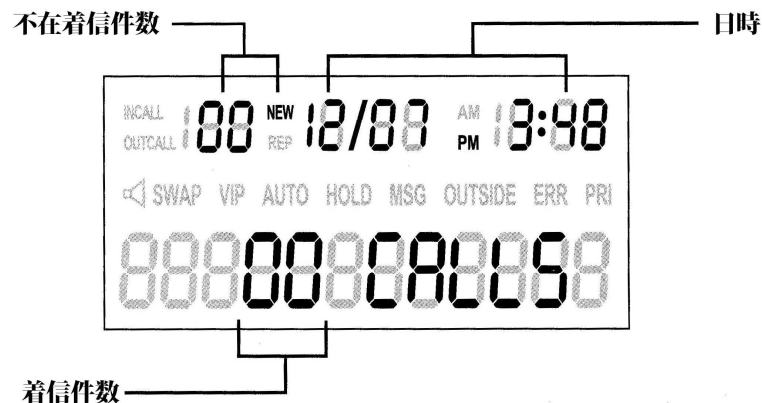 不在着信件数 日時
INCALL 00 NEW 12/07 AM 3:48
OUTCALL REP PM
SWAP VIP AUTO HOLD MSG OUTSIDE ERR PRI
00 CALLS
着信件数